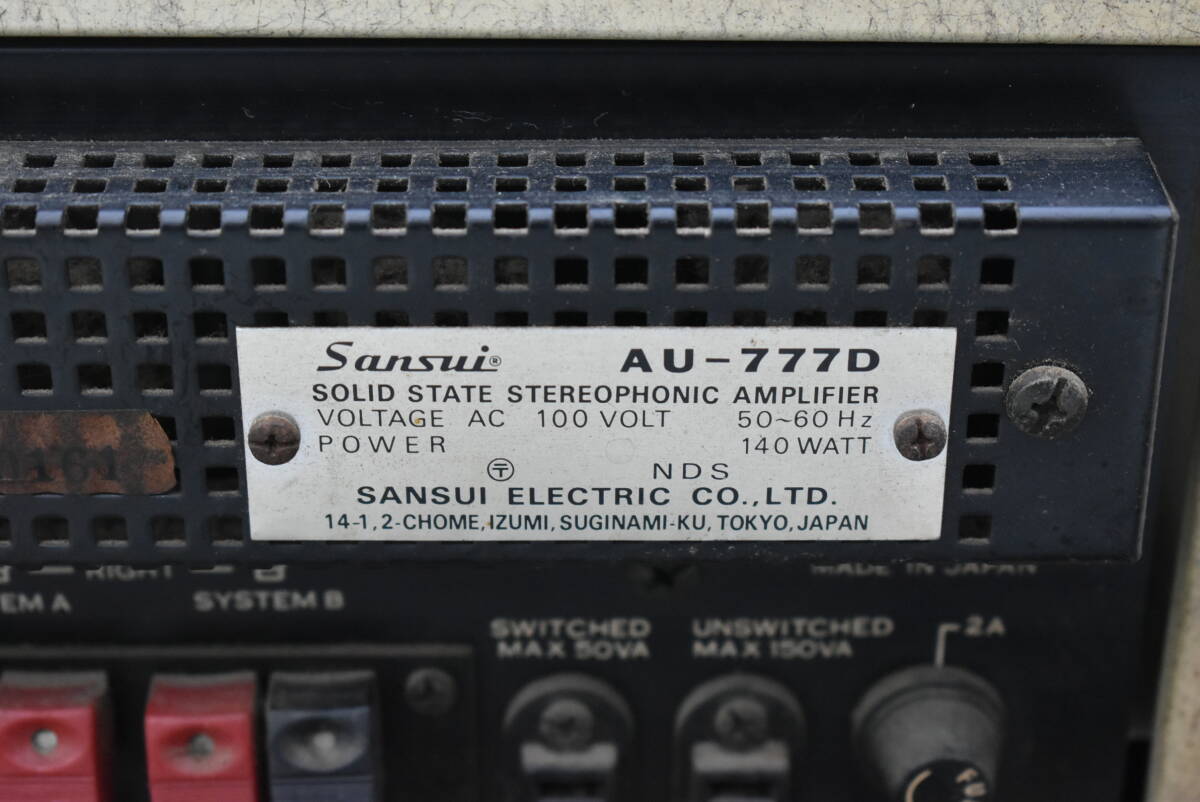 Sansui® AU-777D
SOLID STATE STEREOPHONIC AMPLIFIER
VOLTAGE AC 100 VOLT 50~60 Hz
POWER 140 WATT
〒 NDS
SANSUI ELECTRIC CO.,LTD.
14-1, 2-CHOME, IZUMI, SUGINAMI-KU, TOKYO, JAPAN
RIGHT
MADE IN JAPAN
SYSTEM B
SWITCHED
MAX 50VA
UNSWITCHED
MAX 150VA
2A